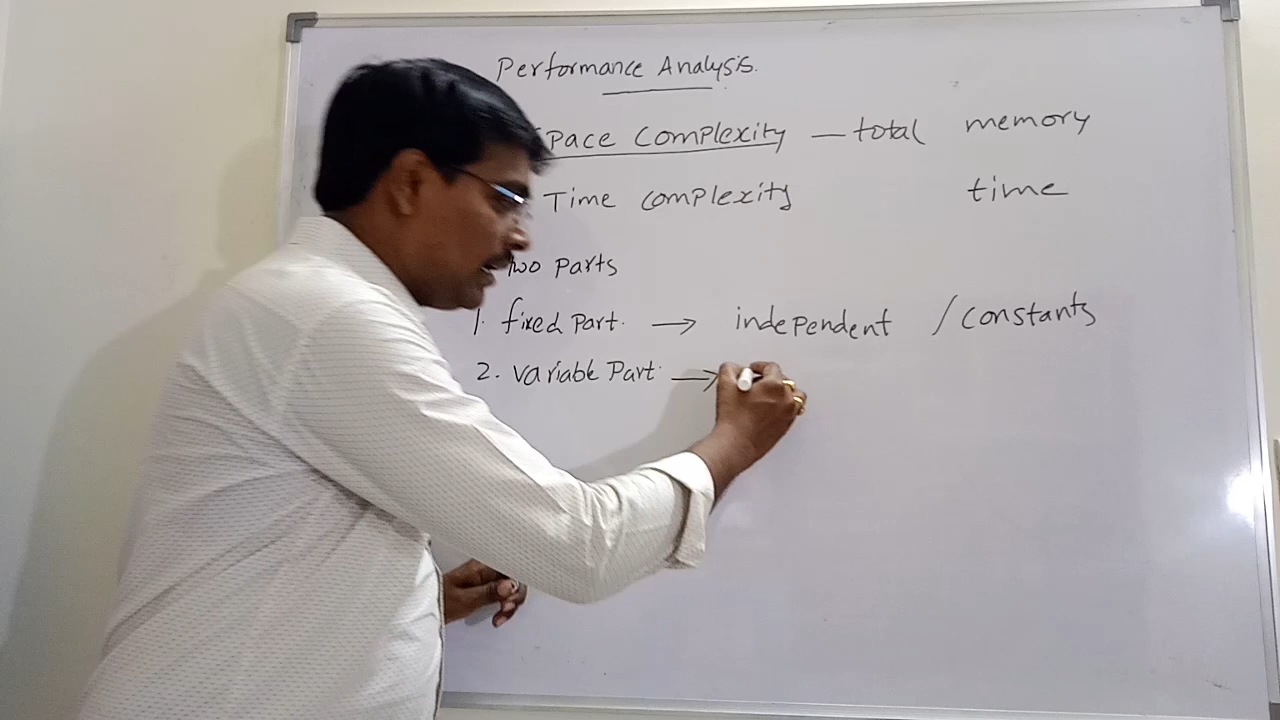 Performance Analysis.
Space Complexity — total memory
Time complexity time
Two parts
1. fixed Part. → independent / constants
2. variable Part →